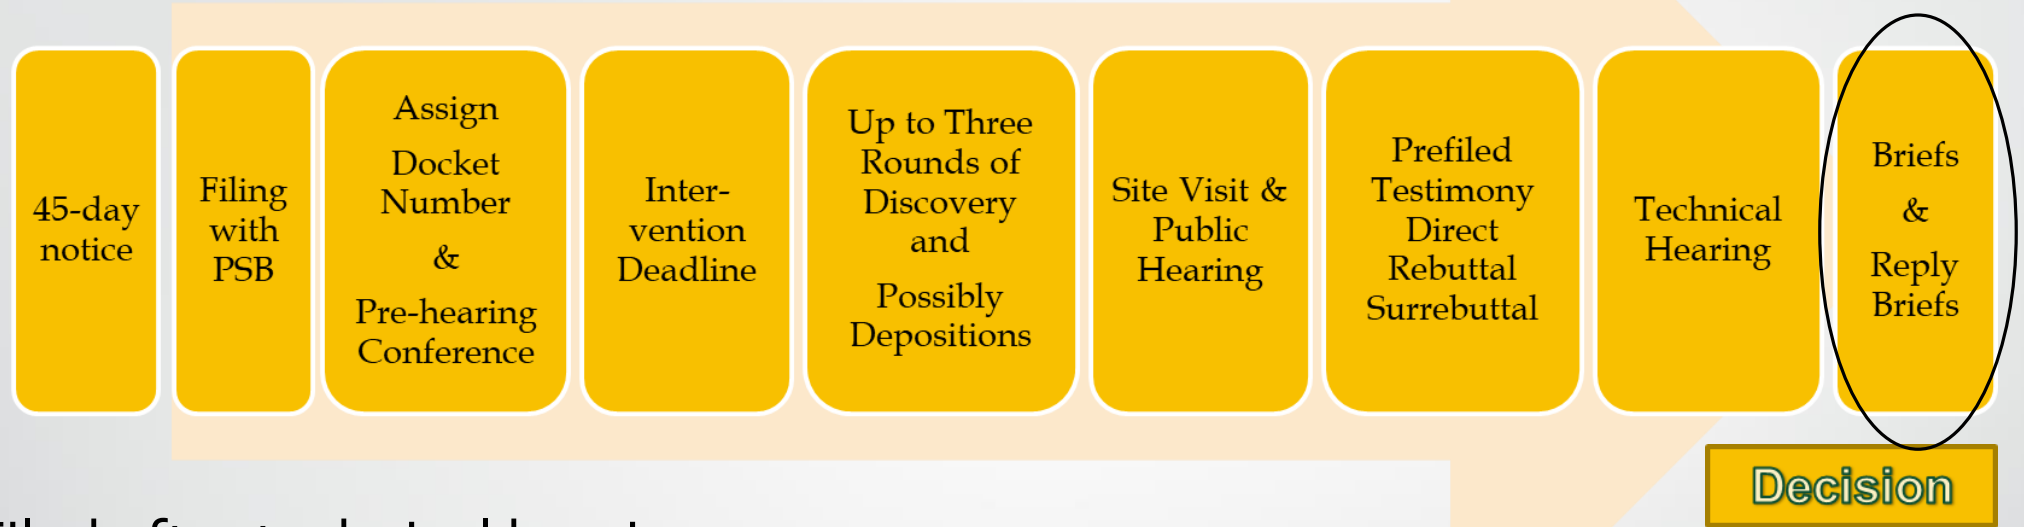 45-day
notice
Filing
with
PSB
Assign
Docket
Number
&
Pre-hearing
Conference
Inter-
vention
Deadline
Up to Three
Rounds of
Discovery
and
Possibly
Depositions
Site Visit &
Public
Hearing
Prefiled
Testimony
Direct
Rebuttal
Surrebuttal
Technical
Hearing
Briefs
&
Reply
Briefs
Decision